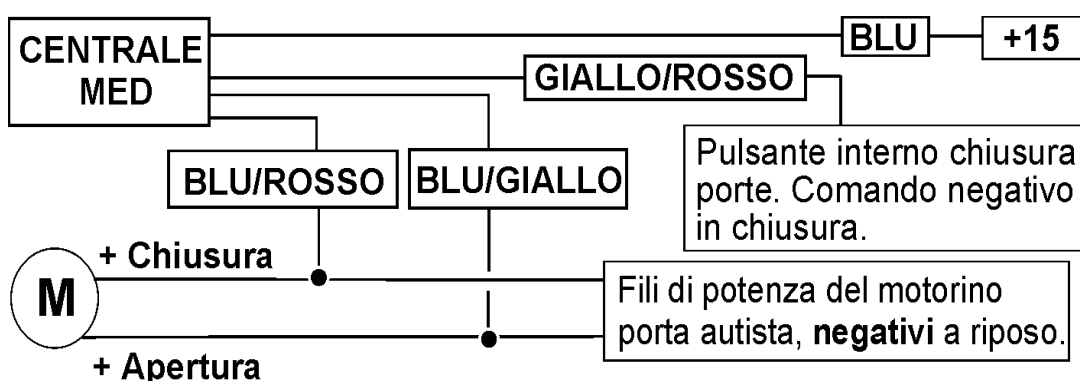 CENTRALE
MED
BLU
+15
GIALLO/ROSSO
Pulsante interno chiusura
porte. Comando negativo
in chiusura.
BLU/ROSSO
BLU/GIALLO
+ Chiusura
M
Fili di potenza del motorino
porta autista, negativi a riposo.
+ Apertura